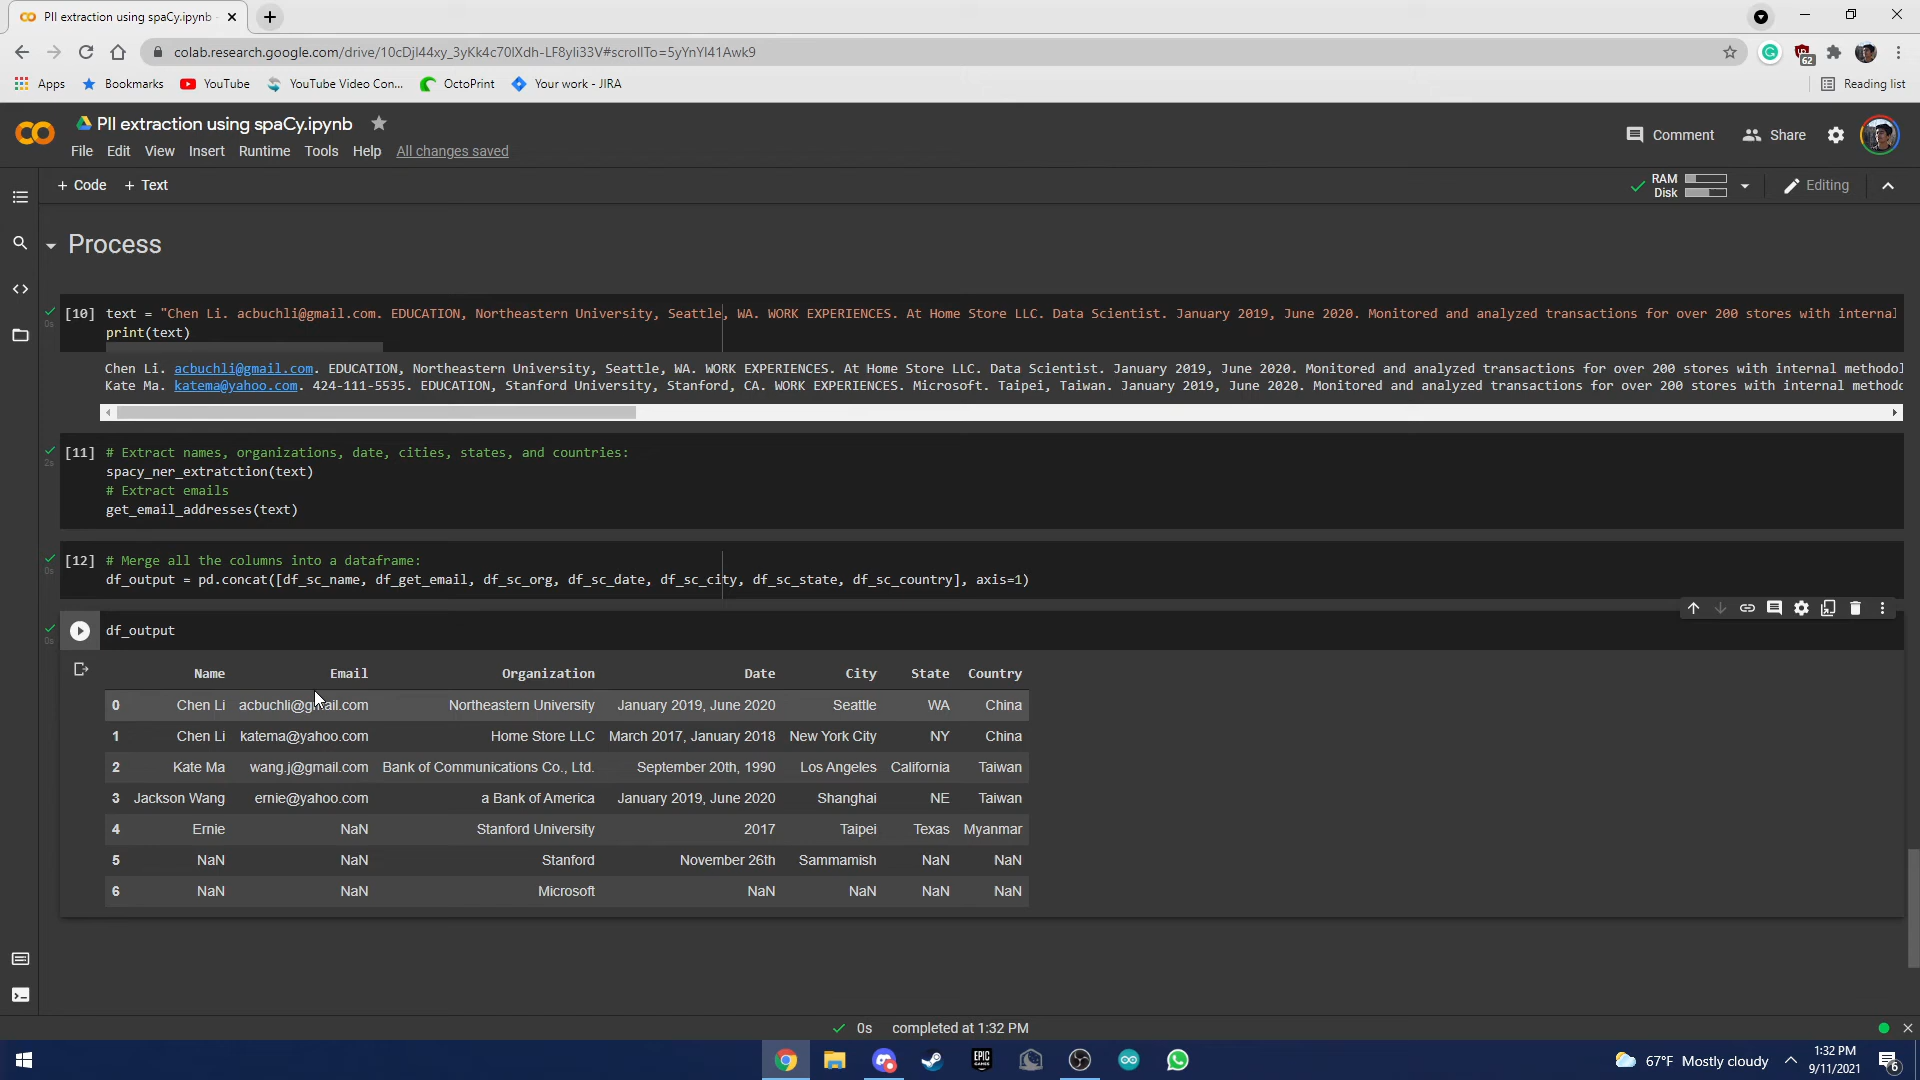 PII extraction using spaCy.ipynb
colab.research.google.com/drive/10cDjl44xy_3yKk4c70lXdh-LF8yIi33V#scrollTo=5yYnYl41Awk9
62
Apps Bookmarks YouTube YouTube Video Con... OctoPrint Your work - JIRA Reading list
PII extraction using spaCy.ipynb
Comment Share
File Edit View Insert Runtime Tools Help All changes saved
+ Code + Text RAM Disk Editing
Process
[10] text = "Chen Li. acbuchli@gmail.com. EDUCATION, Northeastern University, Seattle, WA. WORK EXPERIENCES. At Home Store LLC. Data Scientist. January 2019, June 2020. Monitored and analyzed transactions for over 200 stores with internal
0s
print(text)
Chen Li. acbuchli@gmail.com. EDUCATION, Northeastern University, Seattle, WA. WORK EXPERIENCES. At Home Store LLC. Data Scientist. January 2019, June 2020. Monitored and analyzed transactions for over 200 stores with internal methodol
Kate Ma. katema@yahoo.com. 424-111-5535. EDUCATION, Stanford University, Stanford, CA. WORK EXPERIENCES. Microsoft. Taipei, Taiwan. January 2019, June 2020. Monitored and analyzed transactions for over 200 stores with internal methodo
[11] # Extract names, organizations, date, cities, states, and countries:
2s
spacy_ner_extratction(text)
# Extract emails
get_email_addresses(text)
[12] # Merge all the columns into a dataframe:
0s
df_output = pd.concat([df_sc_name, df_get_email, df_sc_org, df_sc_date, df_sc_city, df_sc_state, df_sc_country], axis=1)
df_output
0s
Name Email Organization Date City State Country
0 Chen Li acbuchli@gmail.com Northeastern University January 2019, June 2020 Seattle WA China
1 Chen Li katema@yahoo.com Home Store LLC March 2017, January 2018 New York City NY China
2 Kate Ma wang.j@gmail.com Bank of Communications Co., Ltd. September 20th, 1990 Los Angeles California Taiwan
3 Jackson Wang ernie@yahoo.com a Bank of America January 2019, June 2020 Shanghai NE Taiwan
4 Ernie NaN Stanford University 2017 Taipei Texas Myanmar
5 NaN NaN Stanford November 26th Sammamish NaN NaN
6 NaN NaN Microsoft NaN NaN NaN NaN
0s completed at 1:32 PM
EPIC GAMES
67°F Mostly cloudy
1:32 PM
9/11/2021
6